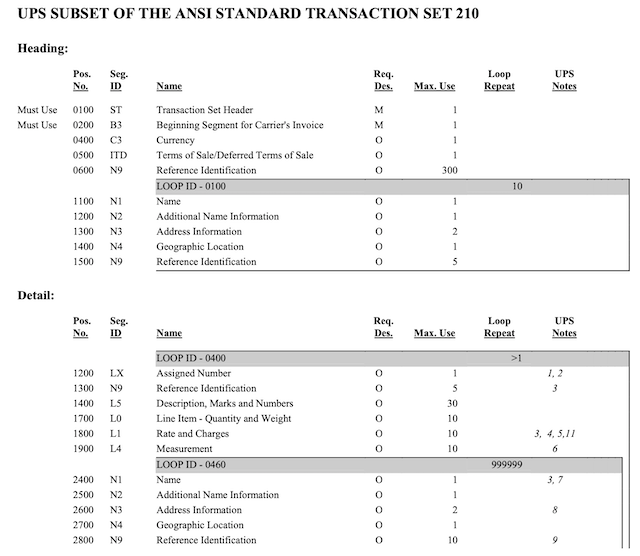 UPS SUBSET OF THE ANSI STANDARD TRANSACTION SET 210
Heading:
Pos. Seg. Req. Loop UPS
No. ID Name Des. Max. Use Repeat Notes
Must Use 0100 ST Transaction Set Header M 1
Must Use 0200 B3 Beginning Segment for Carrier's Invoice M 1
0400 C3 Currency O 1
0500 ITD Terms of Sale/Deferred Terms of Sale O 1
0600 N9 Reference Identification O 300
LOOP ID - 0100 10
1100 N1 Name O 1
1200 N2 Additional Name Information O 1
1300 N3 Address Information O 2
1400 N4 Geographic Location O 1
1500 N9 Reference Identification O 5
Detail:
Pos. Seg. Req. Loop UPS
No. ID Name Des. Max. Use Repeat Notes
LOOP ID - 0400 >1
1200 LX Assigned Number O 1 1, 2
1300 N9 Reference Identification O 5 3
1400 L5 Description, Marks and Numbers O 30
1700 L0 Line Item - Quantity and Weight O 10
1800 L1 Rate and Charges O 10 3, 4, 5,11
1900 L4 Measurement O 10 6
LOOP ID - 0460 999999
2400 N1 Name O 1 3, 7
2500 N2 Additional Name Information O 1
2600 N3 Address Information O 2 8
2700 N4 Geographic Location O 1
2800 N9 Reference Identification O 10 9